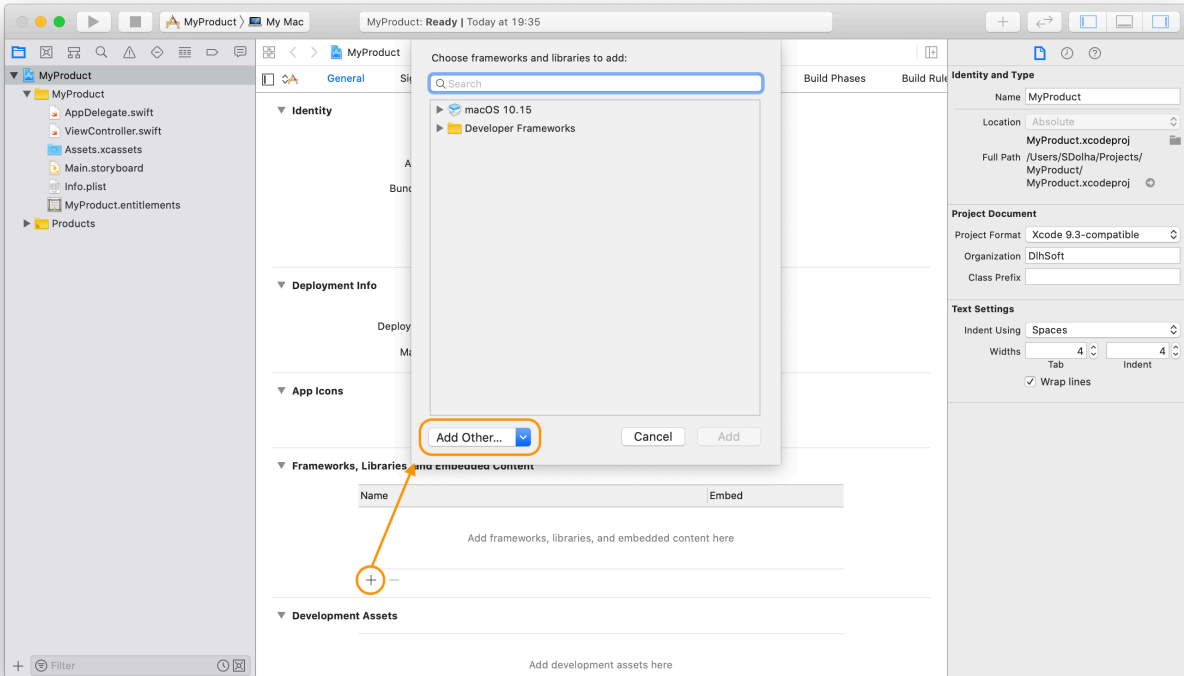 MyProduct
My Mac
MyProduct: Ready | Today at 19:35
MyProduct
MyProduct
AppDelegate.swift
ViewController.swift
Assets.xcassets
Main.storyboard
Info.plist
MyProduct.entitlements
Products
Filter
MyProduct
General
Build Phases
Identity
Deployment Info
App Icons
Frameworks, Libraries, and Embedded Content
Name Embed
Add frameworks, libraries, and embedded content here
Development Assets
Add development assets here
Choose frameworks and libraries to add:
Search
macOS 10.15
Developer Frameworks
Add Other...
Cancel
Add
Identity and Type
Name MyProduct
Location Absolute
MyProduct.xcodeproj
Full Path /Users/SDolha/Projects/
MyProduct/
MyProduct.xcodeproj
Project Document
Project Format Xcode 9.3-compatible
Organization DlhSoft
Class Prefix
Text Settings
Indent Using Spaces
Widths 4 4
Tab Indent
Wrap lines